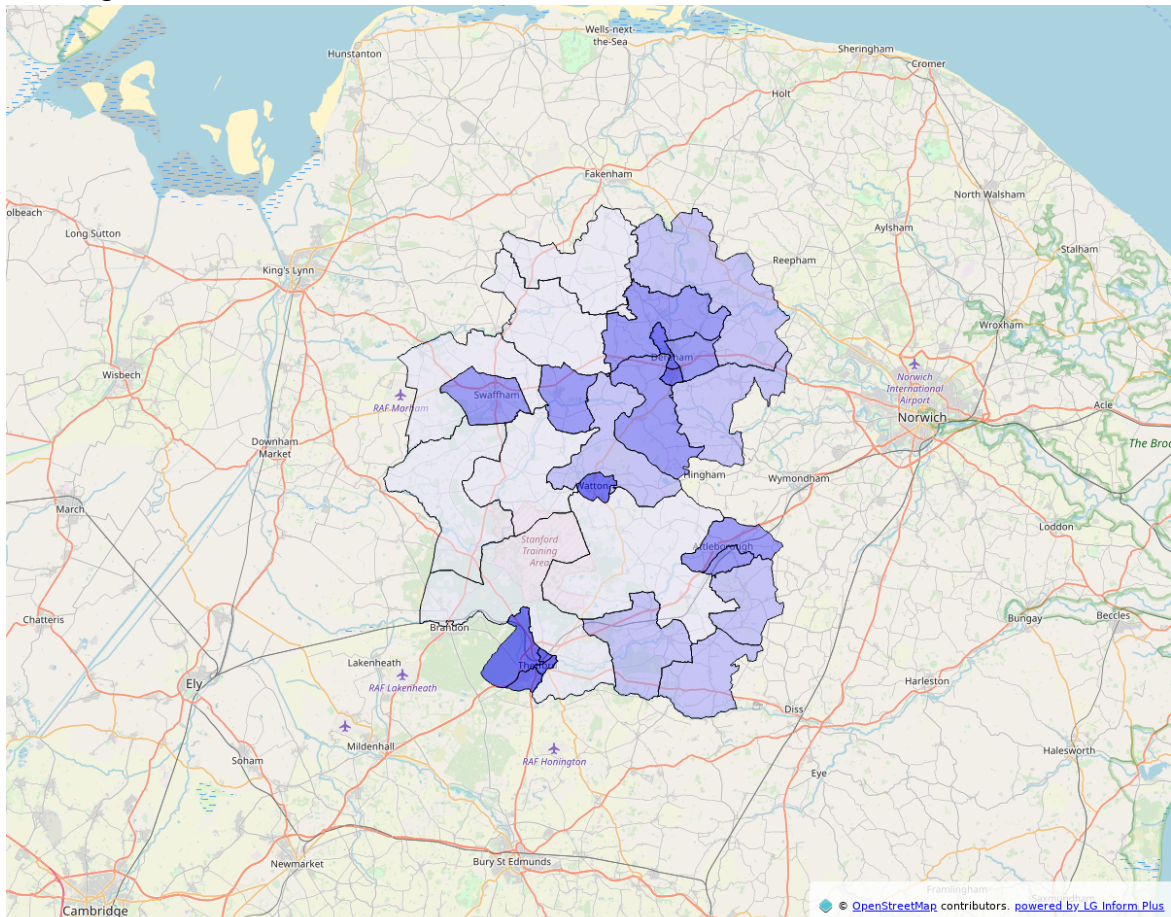 Wells-next-
the-Sea
Hunstanton
Sheringham
Cromer
Holt
Fakenham
North Walsham
Aylsham
Long Sutton
Stalham
Reepham
King's Lynn
Wroxham
Dereham
Wisbech
Norwich
International
Airport
Swaffham
RAF Marham
Acle
Norwich
Downham
Market
The Broa
Hingham
Wymondham
Watton
March
Loddon
Stanford
Training
Area
Attleborough
Bungay
Beccles
Chatteris
Brandon
Lakenheath
Ely
RAF Lakenheath
Harleston
Diss
Mildenhall
RAF Honington
Halesworth
Soham
Eye
Newmarket
Bury St Edmunds
Framlingham
© OpenStreetMap contributors. powered by LG Inform Plus
Cambridge